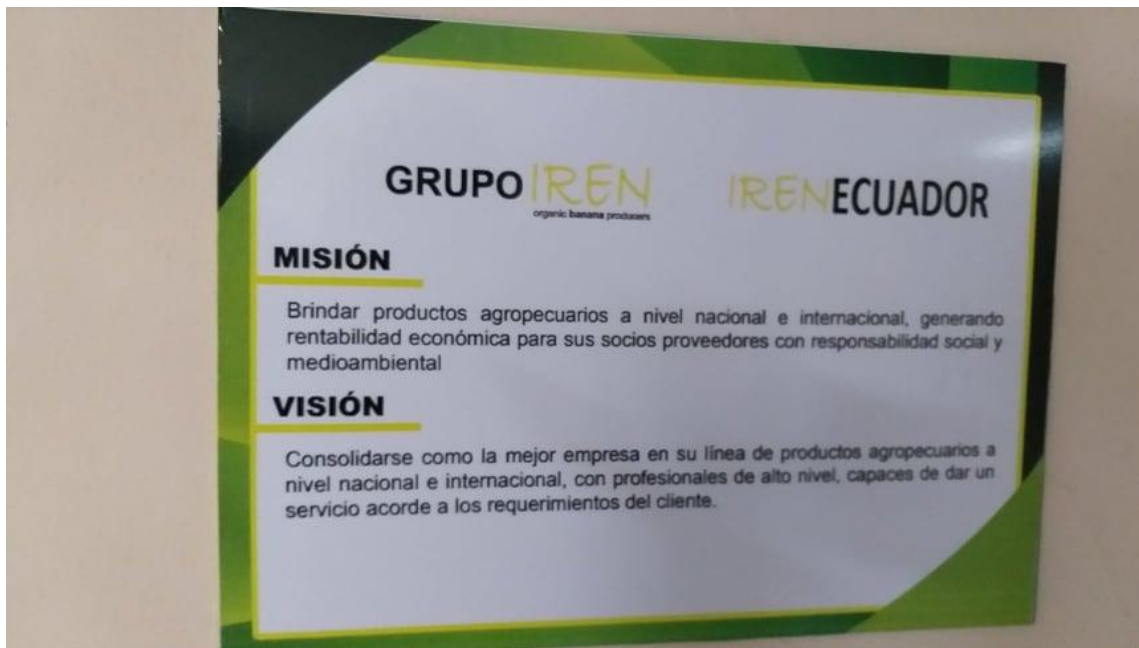 GRUPO IREN IRENECUADOR
organic banana producers
MISIÓN
Brindar productos agropecuarios a nivel nacional e internacional, generando
rentabilidad económica para sus socios proveedores con responsabilidad social y
medioambiental
VISIÓN
Consolidarse como la mejor empresa en su línea de productos agropecuarios a
nivel nacional e internacional, con profesionales de alto nivel, capaces de dar un
servicio acorde a los requerimientos del cliente.